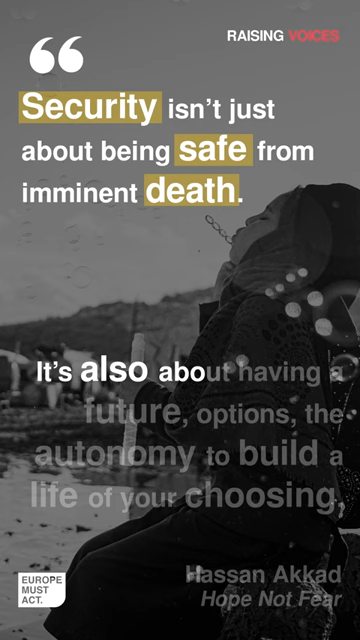 RAISING VOICES
“
Security isn't just
about being safe from
imminent death.
It's also about having a
future, options, the
autonomy to build a
life of your choosing.
Hassan Akkad
Hope Not Fear
EUROPE
MUST
ACT.